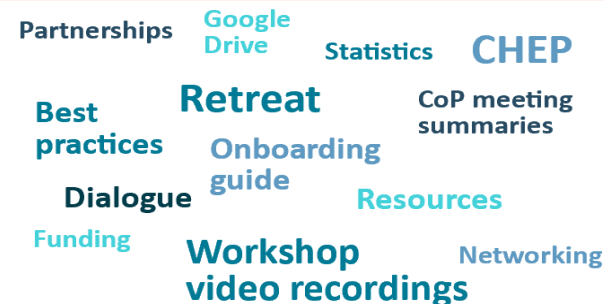 Partnerships
Google
Drive
Statistics
CHEP
Best
practices
Retreat
CoP meeting
summaries
Onboarding
guide
Dialogue
Resources
Funding
Workshop
video recordings
Networking